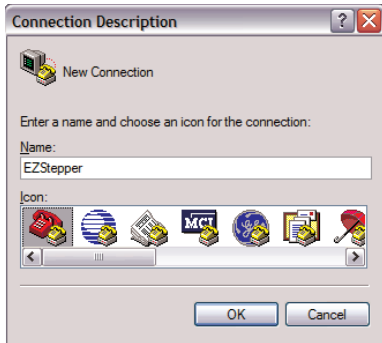 Connection Description
New Connection
Enter a name and choose an icon for the connection:
Name:
EZStepper
Icon:
MCI
OK Cancel